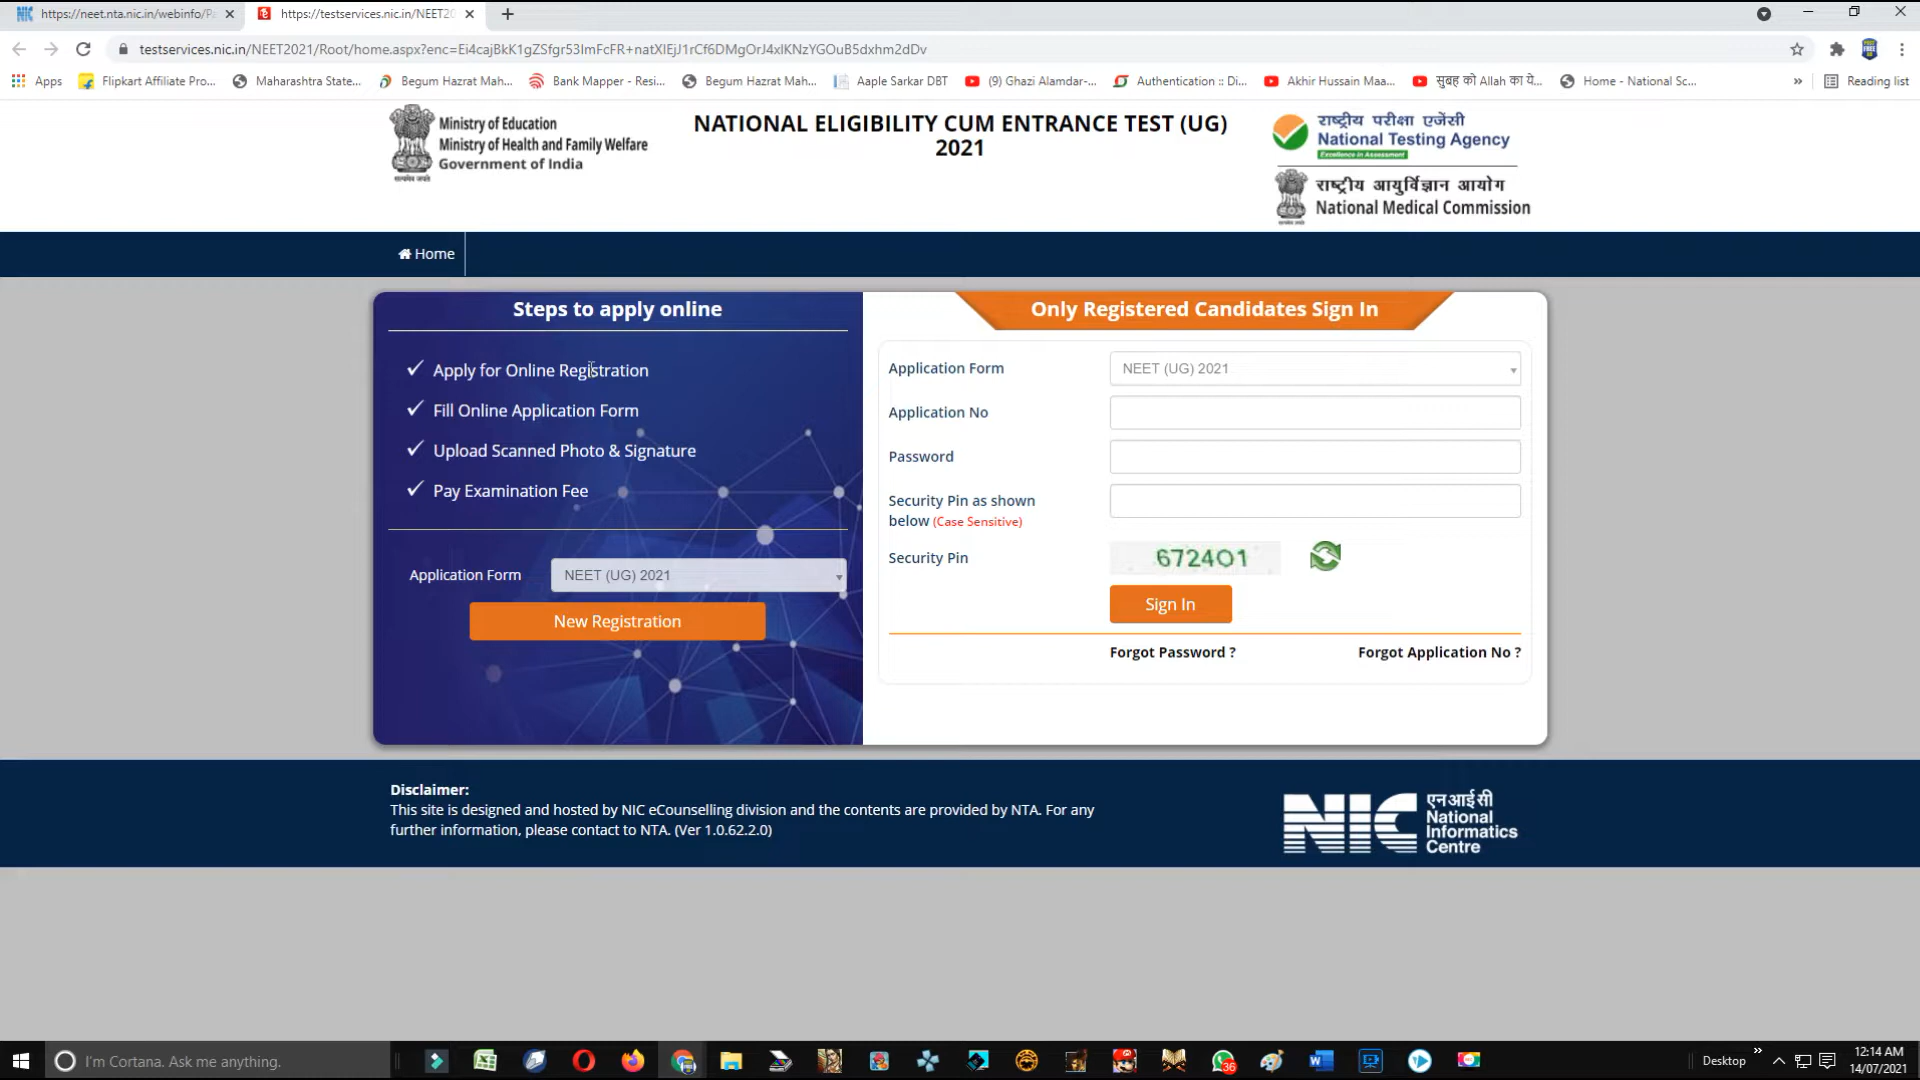 https://neet.nta.nic.in/webinfo/Pa
https://testservices.nic.in/NEET20
testservices.nic.in/NEET2021/Root/home.aspx?enc=Ei4cajBkK1gZSfgr53ImFcFR+natXlEjJ1rCf6DMgOrJ4xlKNzYGOuB5dxhm2dDv
Apps
Flipkart Affiliate Pro...
Maharashtra State...
Begum Hazrat Mah...
Bank Mapper - Resi...
Begum Hazrat Mah...
Aaple Sarkar DBT
(9) Ghazi Alamdar-...
Authentication :: Di...
Akhir Hussain Maa...
सुबह को Allah का ये...
Home - National Sc...
»
Reading list
Ministry of Education
Ministry of Health and Family Welfare
Government of India
सत्यमेव जयते
NATIONAL ELIGIBILITY CUM ENTRANCE TEST (UG)
2021
राष्ट्रीय परीक्षा एजेंसी
National Testing Agency
Excellence in Assessment
राष्ट्रीय आयुर्विज्ञान आयोग
National Medical Commission
Home
Steps to apply online
Apply for Online Registration
Fill Online Application Form
Upload Scanned Photo & Signature
Pay Examination Fee
Application Form
NEET (UG) 2021
New Registration
Only Registered Candidates Sign In
Application Form
NEET (UG) 2021
Application No
Password
Security Pin as shown
below (Case Sensitive)
Security Pin
6724O1
Sign In
Forgot Password ?
Forgot Application No ?
Disclaimer:
This site is designed and hosted by NIC eCounselling division and the contents are provided by NTA. For any
further information, please contact to NTA. (Ver 1.0.62.2.0)
NIC
एनआईसी
National
Informatics
Centre
I'm Cortana. Ask me anything.
36
Desktop
»
12:14 AM
14/07/2021